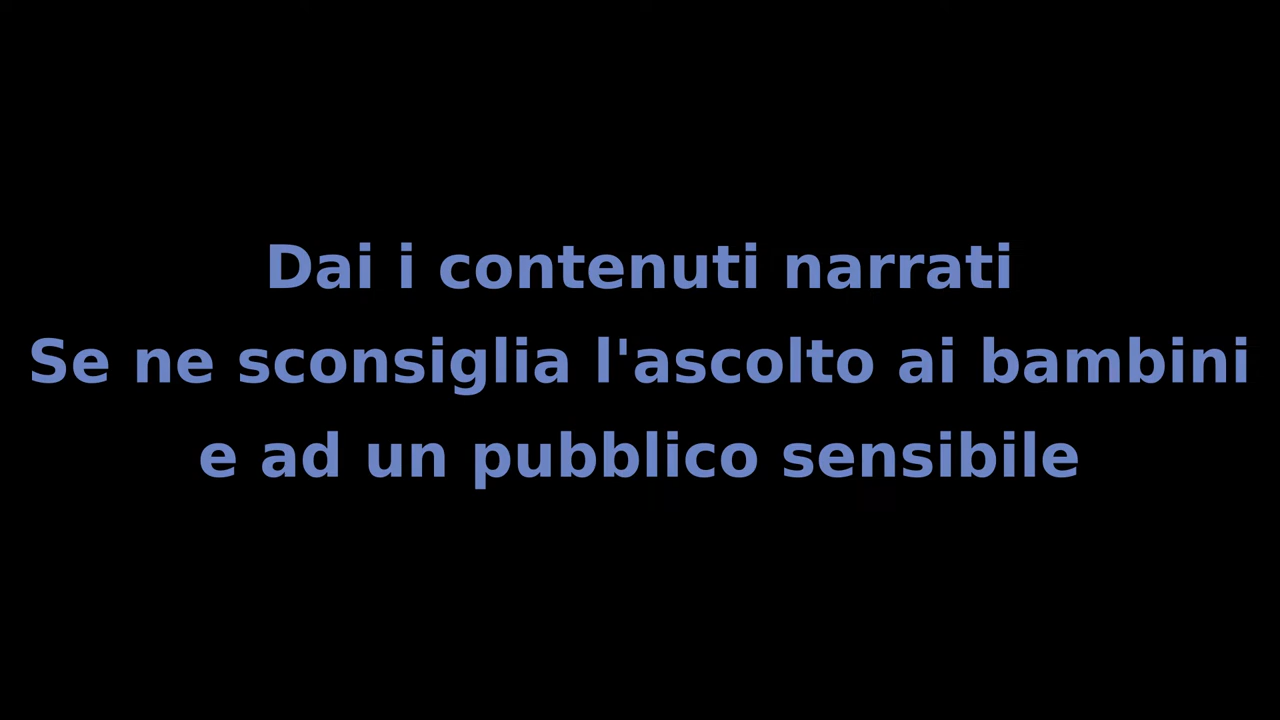 Dai i contenuti narrati
Se ne sconsiglia l'ascolto ai bambini
e ad un pubblico sensibile